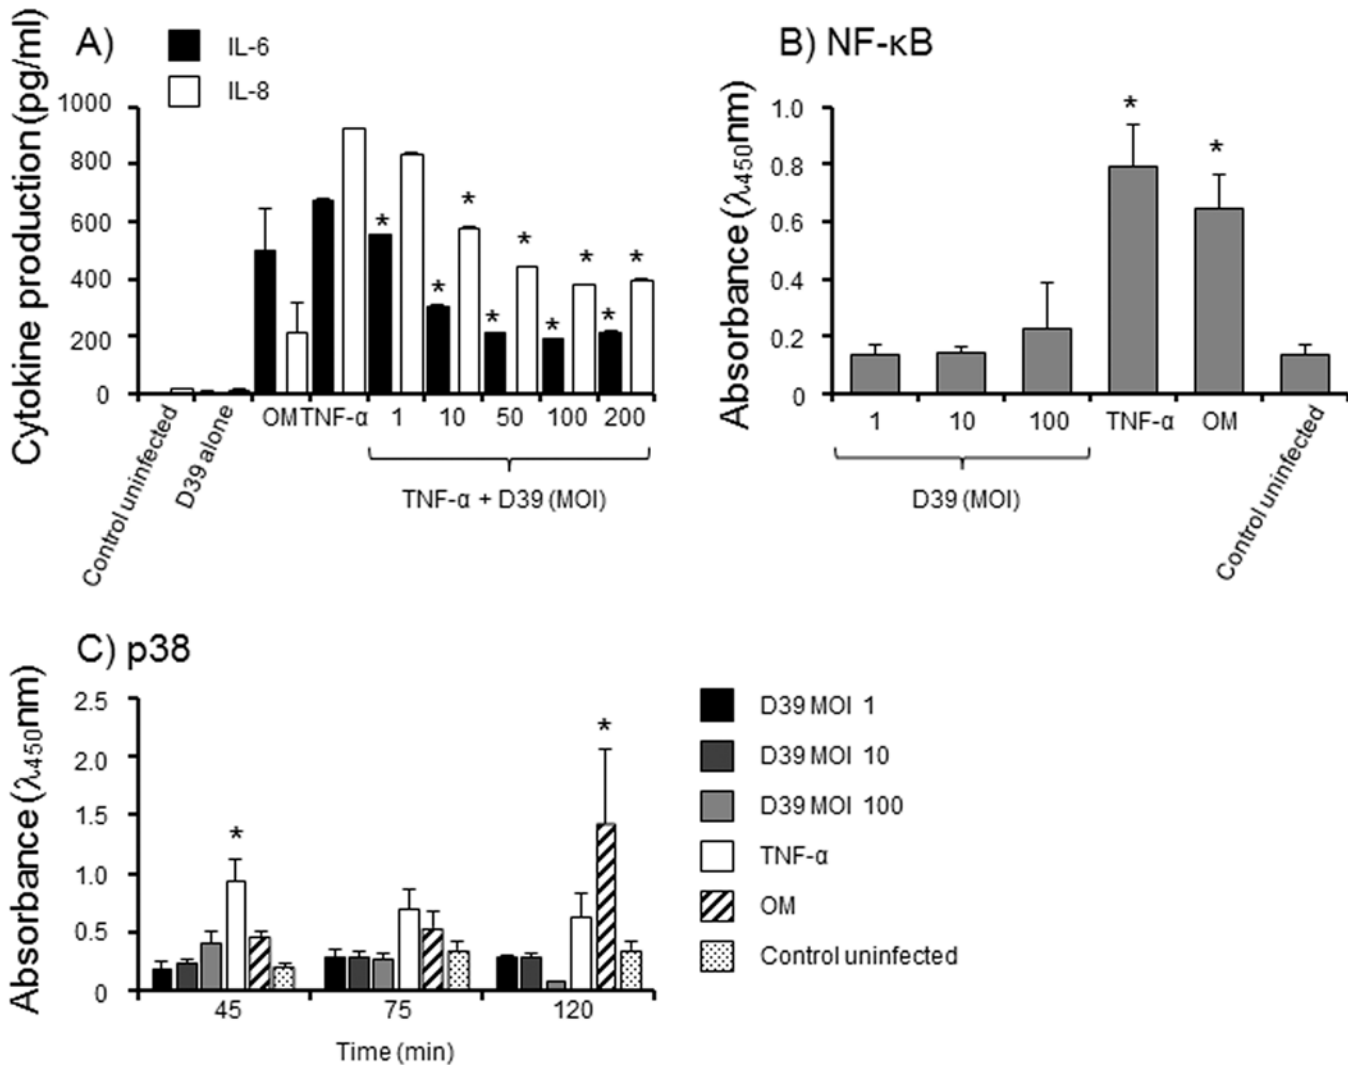 A)
IL-6
IL-8
Cytokine production (pg/ml)
1000
800
600
400
200
0
* * * * * * * * *
Control uninfected
D39 alone
OM TNF-α 1 10 50 100 200
TNF-α + D39 (MOI)
B) NF-κB
Absorbance (λ450nm)
1.0
0.8
0.6
0.4
0.2
0
* *
1 10 100 TNF-α OM
Control uninfected
D39 (MOI)
C) p38
Absorbance (λ450nm)
2.5
2.0
1.5
1.0
0.5
0
* *
45 75 120
Time (min)
D39 MOI 1
D39 MOI 10
D39 MOI 100
TNF-α
OM
Control uninfected